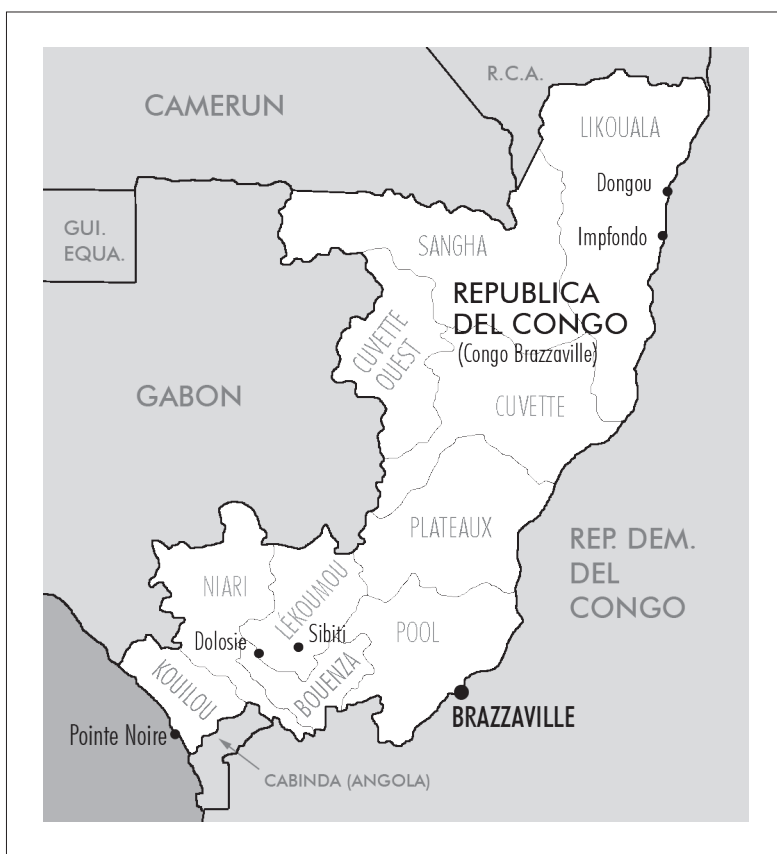 R.C.A.
CAMERUN
LIKOUALA
Dongou
GUI.
EQUA.
Impfondo
SANGHA
REPUBLICA
DEL CONGO
(Congo Brazzaville)
CUVETTE
OUEST
GABON
CUVETTE
PLATEAUX
REP. DEM.
DEL
CONGO
NIARI
LÉKOUMOU
Dolosie
Sibiti
POOL
KOUILOU
BOUENZA
BRAZZAVILLE
Pointe Noire
CABINDA (ANGOLA)